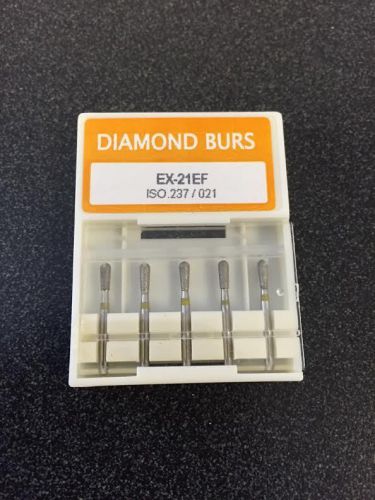 DIAMOND BURS
EX-21EF
ISO.237 / 021